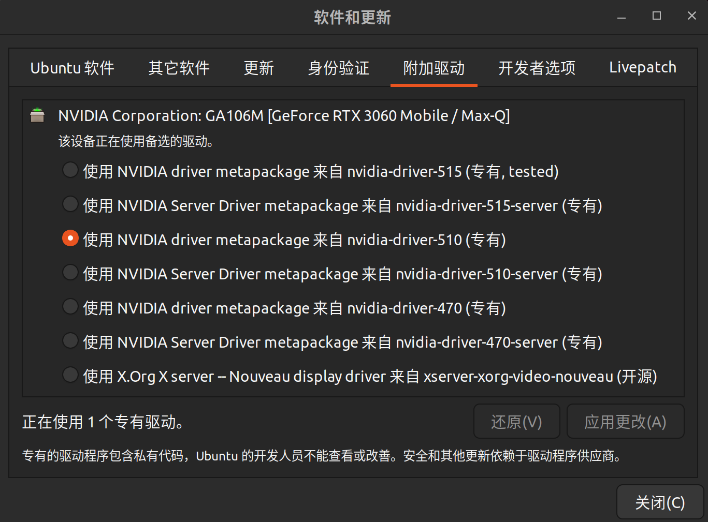 软件和更新
Ubuntu 软件 其它软件 更新 身份验证 附加驱动 开发者选项 Livepatch
NVIDIA Corporation: GA106M [GeForce RTX 3060 Mobile / Max-Q]
该设备正在使用备选的驱动。
使用 NVIDIA driver metapackage 来自 nvidia-driver-515 (专有, tested)
使用 NVIDIA Server Driver metapackage 来自 nvidia-driver-515-server (专有)
使用 NVIDIA driver metapackage 来自 nvidia-driver-510 (专有)
使用 NVIDIA Server Driver metapackage 来自 nvidia-driver-510-server (专有)
使用 NVIDIA driver metapackage 来自 nvidia-driver-470 (专有)
使用 NVIDIA Server Driver metapackage 来自 nvidia-driver-470-server (专有)
使用 X.Org X server -- Nouveau display driver 来自 xserver-xorg-video-nouveau (开源)
正在使用 1 个专有驱动。 还原(V) 应用更改(A)
专有的驱动程序包含私有代码，Ubuntu 的开发人员不能查看或改善。安全和其他更新依赖于驱动程序供应商。
关闭(C)